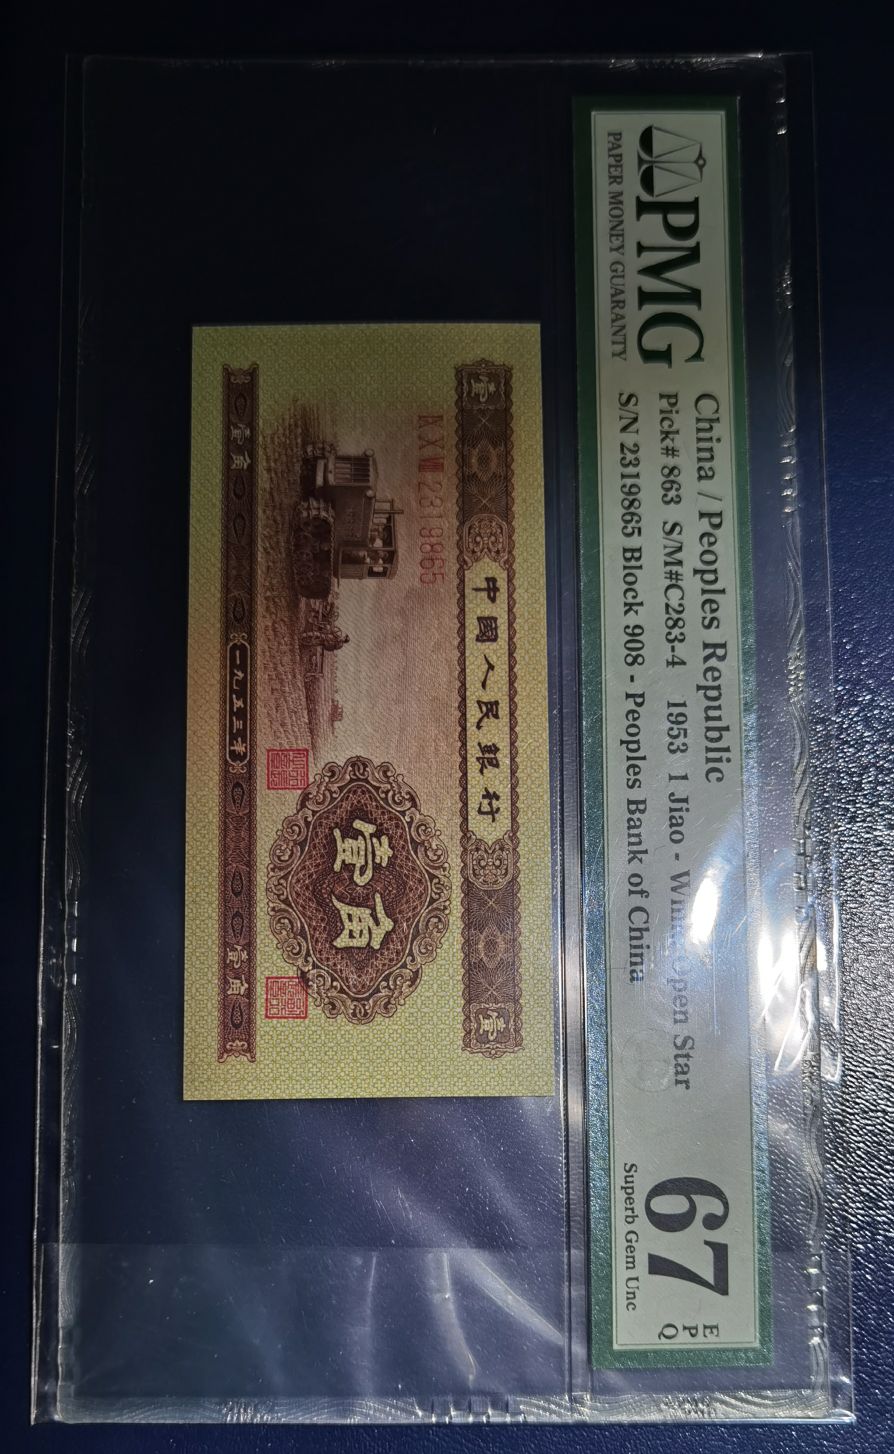 PMG
PAPER MONEY GUARANTY
China / Peoples Republic
Pick# 863 S/M#C283-4 1953 1 Jiao - Wmk: Open Star
S/N 2319865 Block 908 - Peoples Bank of China
67
EPQ
Superb Gem Unc
壹
中國人民銀行
壹
2319865
壹角
壹角
一九五三年
壹角